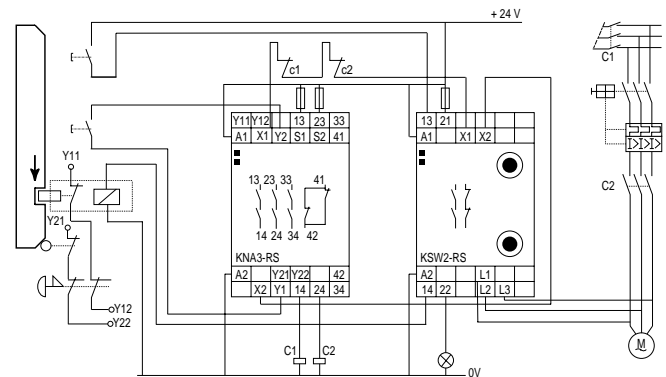 + 24 V
C1
c1 c2
Y11 Y12 13 23 33
A1 X1 Y2 S1 S2 41
13 21
A1 X1 X2
Y11
13 23 33 41
14 24 34 42
Y21
C2
KNA3-RS
KSW2-RS
A2 Y21 Y22 42
X2 Y1 14 24 34
A2 L1
14 22 L2 L3
Y12
Y22
C1 C2
M
0V